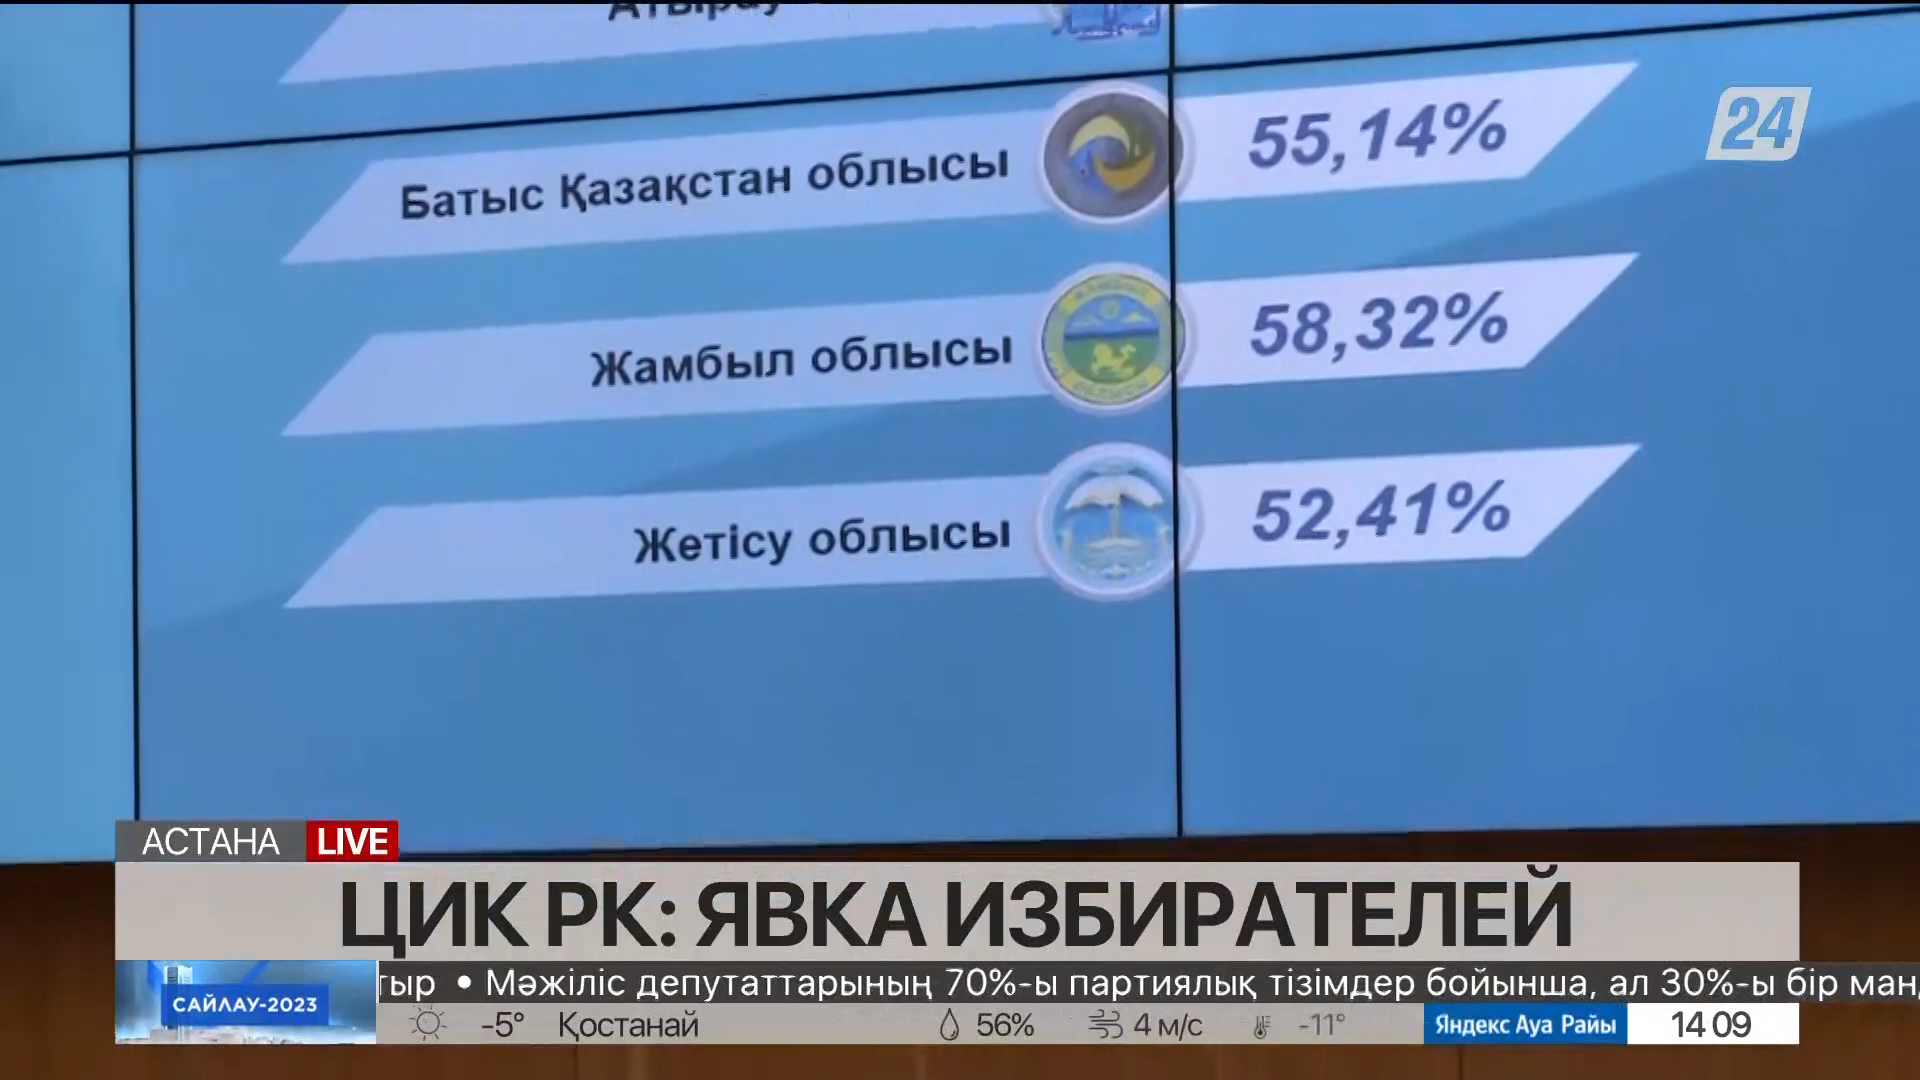 Атырау
24
Батыс Қазақстан облысы
55,14%
Жамбыл облысы
58,32%
Жетісу облысы
52,41%
АСТАНА LIVE
ЦИК РК: ЯВКА ИЗБИРАТЕЛЕЙ
тыр • Мәжіліс депутаттарының 70%-ы партиялық тізімдер бойынша, ал 30%-ы бір манд
САЙЛАУ-2023
-5° Қостанай 56% 4 м/с -11° Яндекс Ауа Райы 14 09